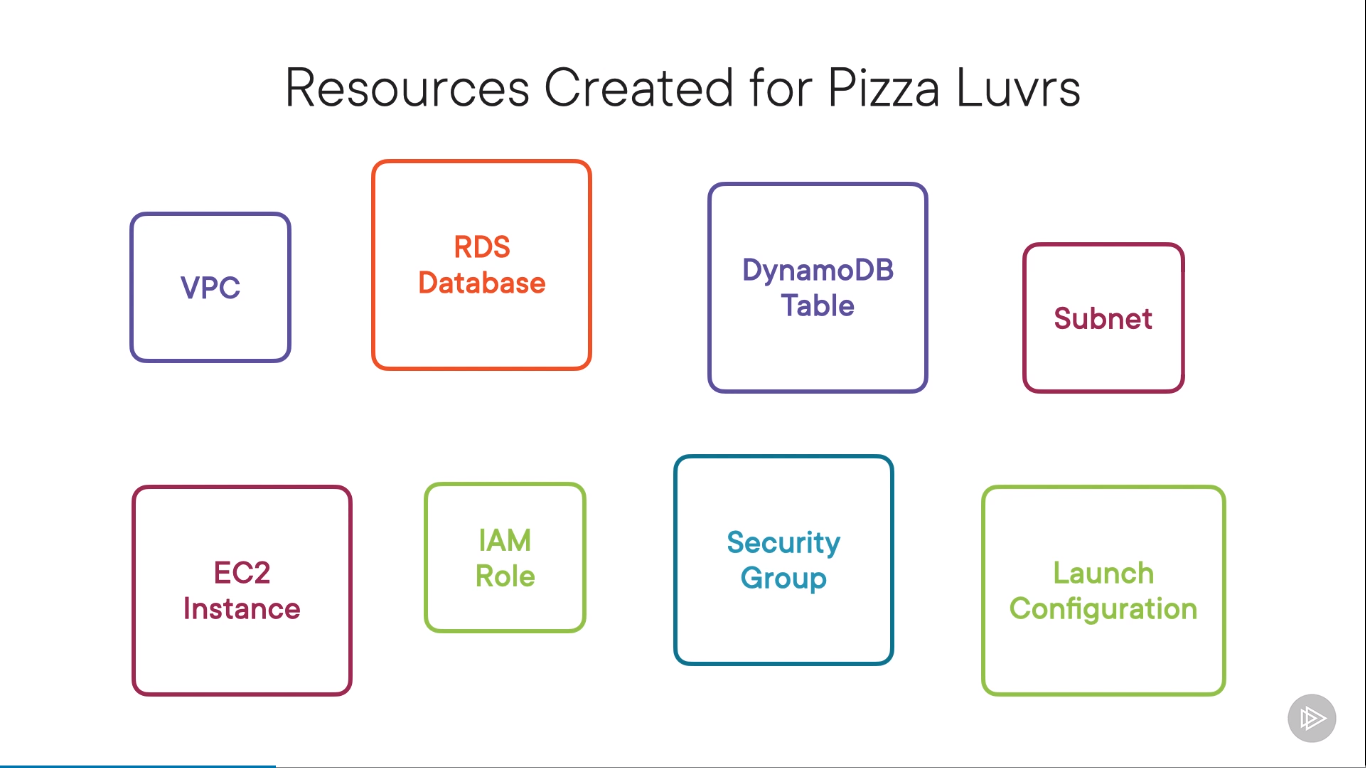 Resources Created for Pizza Luvrs
VPC
RDS
Database
DynamoDB
Table
Subnet
EC2
Instance
IAM
Role
Security
Group
Launch
Configuration